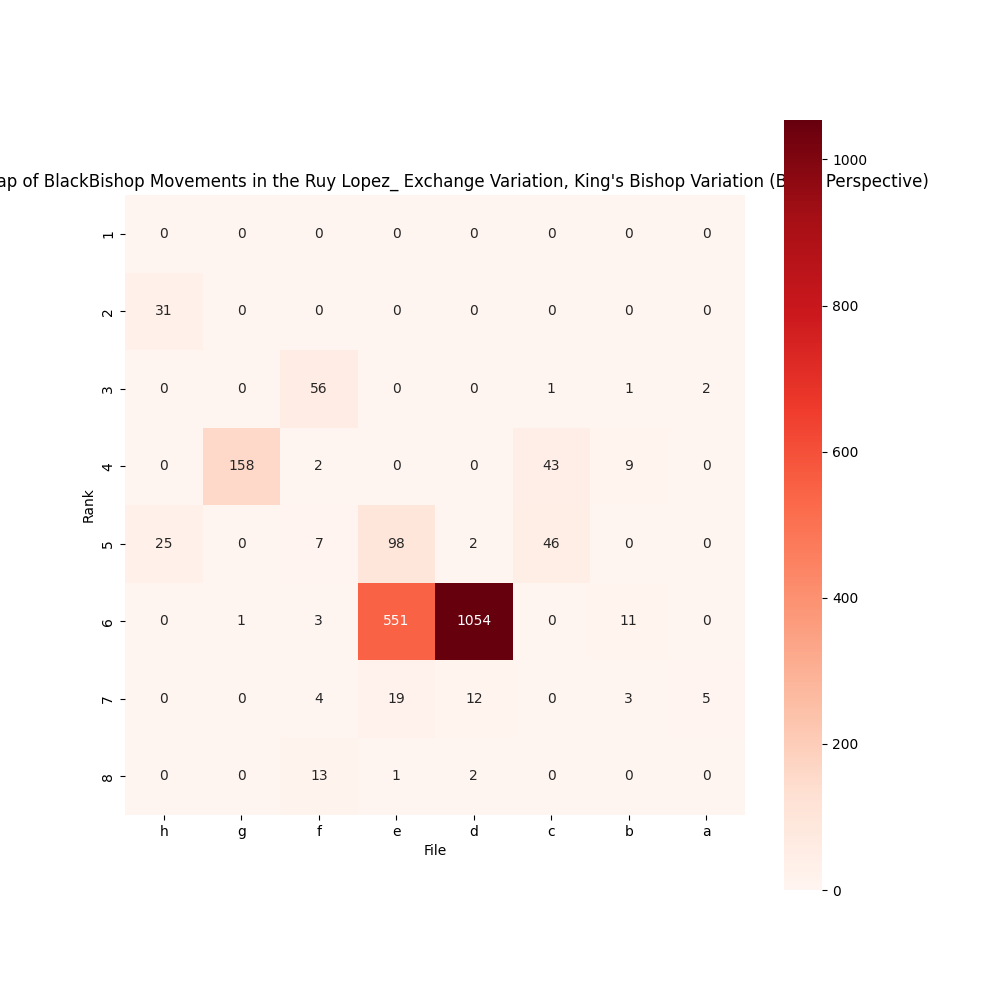 ap of BlackBishop Movements in the Ruy Lopez_ Exchange Variation, King's Bishop Variation (B Perspective)
1 0 0 0 0 0 0 0 0
2 31 0 0 0 0 0 0 0
3 0 0 56 0 0 1 1 2
4 0 158 2 0 0 43 9 0
5 25 0 7 98 2 46 0 0
6 0 1 3 551 1054 0 11 0
7 0 0 4 19 12 0 3 5
8 0 0 13 1 2 0 0 0
h g f e d c b a
File
Rank
1000
800
600
400
200
0